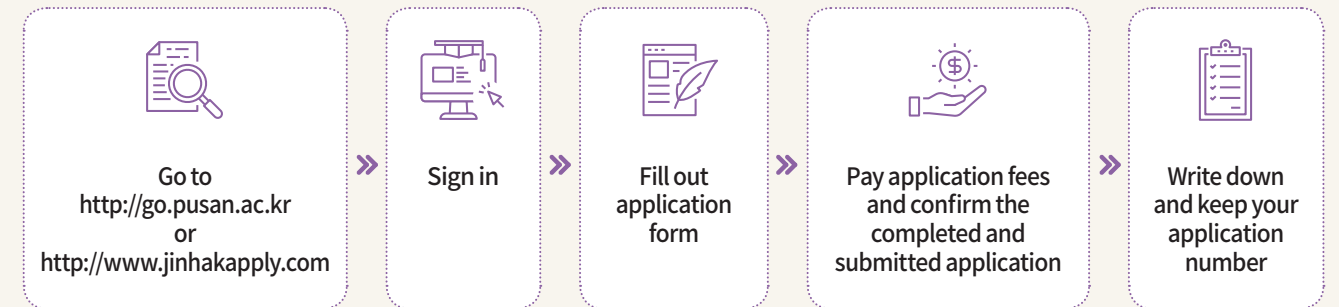 Go to
http://go.pusan.ac.kr
or
http://www.jinhakapply.com
Sign in
Fill out
application
form
Pay application fees
and confirm the
completed and
submitted application
Write down
and keep your
application
number